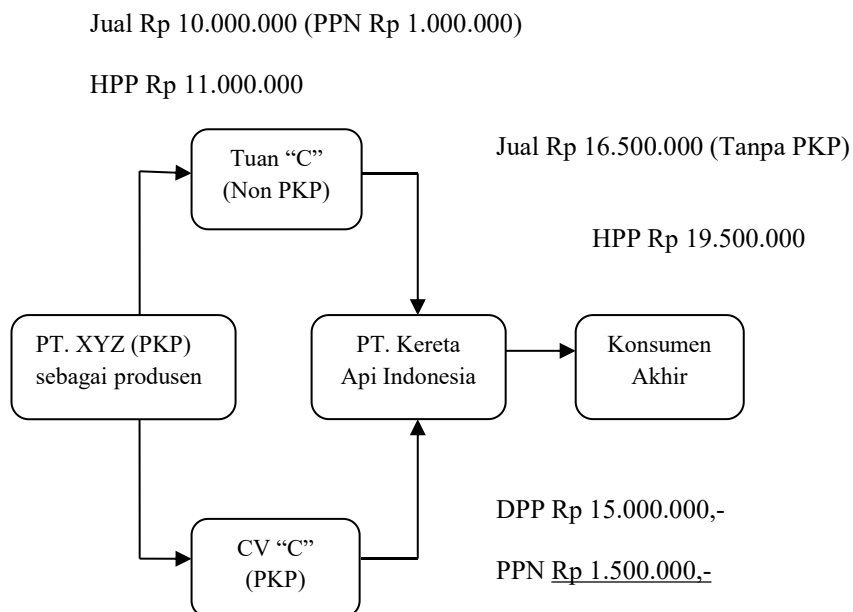 Jual Rp 10.000.000 (PPN Rp 1.000.000)
HPP Rp 11.000.000
Tuan “C”
(Non PKP)
Jual Rp 16.500.000 (Tanpa PKP)
HPP Rp 19.500.000
PT. XYZ (PKP)
sebagai produsen
PT. Kereta
Api Indonesia
Konsumen
Akhir
CV “C”
(PKP)
DPP Rp 15.000.000,-
PPN Rp 1.500.000,-